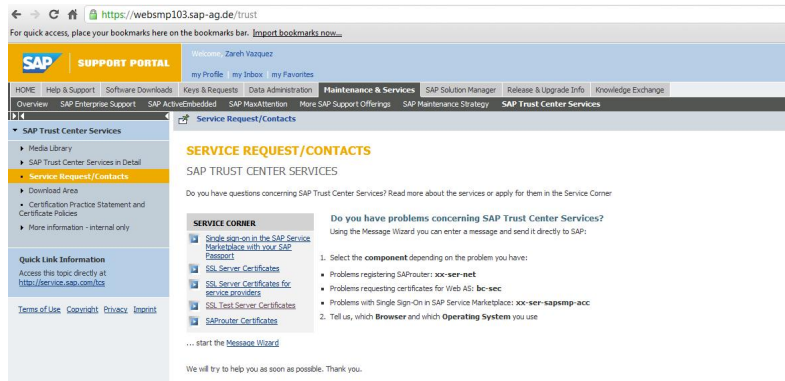 https://websmp103.sap-ag.de/trust
For quick access, place your bookmarks here on the bookmarks bar. Import bookmarks now...
SAP SUPPORT PORTAL
Welcome, Zareh Vazquez
my Profile my Inbox my Favorites
HOME Help & Support Software Downloads Keys & Requests Data Administration Maintenance & Services SAP Solution Manager Release & Upgrade Info Knowledge Exchange
Overview SAP Enterprise Support SAP ActiveEmbedded SAP MaxAttention More SAP Support Offerings SAP Maintenance Strategy SAP Trust Center Services
Service Request/Contacts
SAP Trust Center Services
Media Library
SAP Trust Center Services in Detail
Service Request/Contacts
Download Area
Certification Practice Statement and
Certificate Policies
More information - internal only
Quick Link Information
Access this topic directly at
http://service.sap.com/tcs
Terms of Use Copyright Privacy Imprint
SERVICE REQUEST/CONTACTS
SAP TRUST CENTER SERVICES
Do you have questions concerning SAP Trust Center Services? Read more about the services or apply for them in the Service Corner
SERVICE CORNER
Single sign-on in the SAP Service
Marketplace with your SAP
Passport
SSL Server Certificates
SSL Server Certificates for
service providers
SSL Test Server Certificates
SAProuter Certificates
Do you have problems concerning SAP Trust Center Services?
Using the Message Wizard you can enter a message and send it directly to SAP:
1. Select the component depending on the problem you have:
Problems registering SAProuter: xx-ser-net
Problems requesting certificates for Web AS: bc-sec
Problems with Single Sign-On in SAP Service Marketplace: xx-ser-sapsmp-acc
2. Tell us, which Browser and which Operating System you use
... start the Message Wizard
We will try to help you as soon as possible. Thank you.